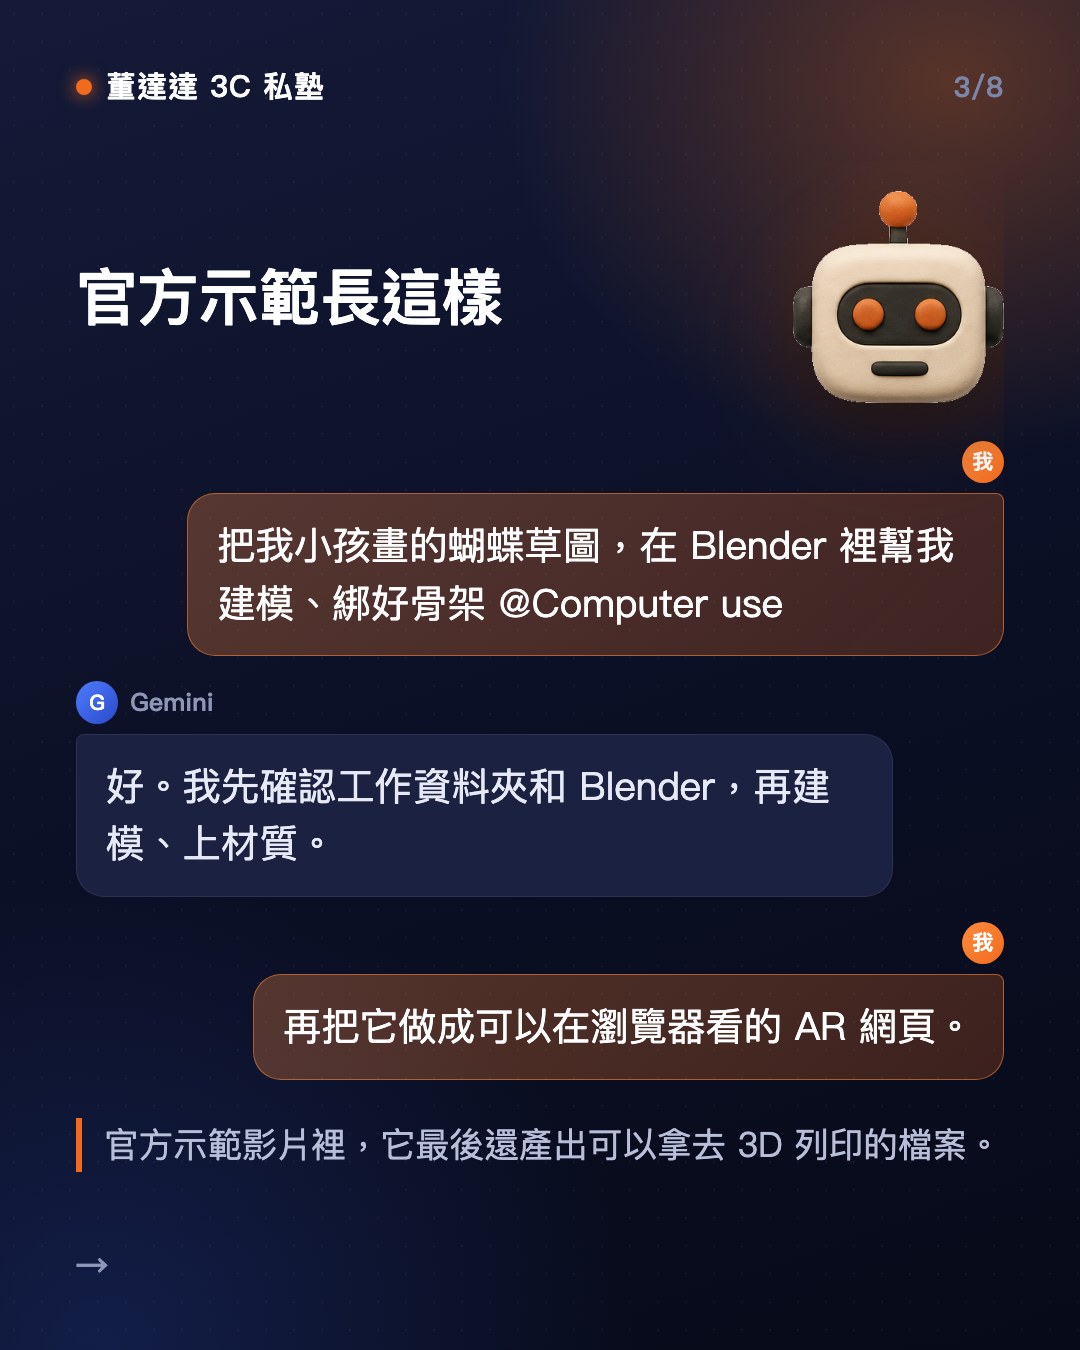 董達達 3C 私塾
3/8
官方示範長這樣
我
把我小孩畫的蝴蝶草圖，在 Blender 裡幫我
建模、綁好骨架 @Computer use
G Gemini
好。我先確認工作資料夾和 Blender，再建
模、上材質。
我
再把它做成可以在瀏覽器看的 AR 網頁。
官方示範影片裡，它最後還產出可以拿去 3D 列印的檔案。
→